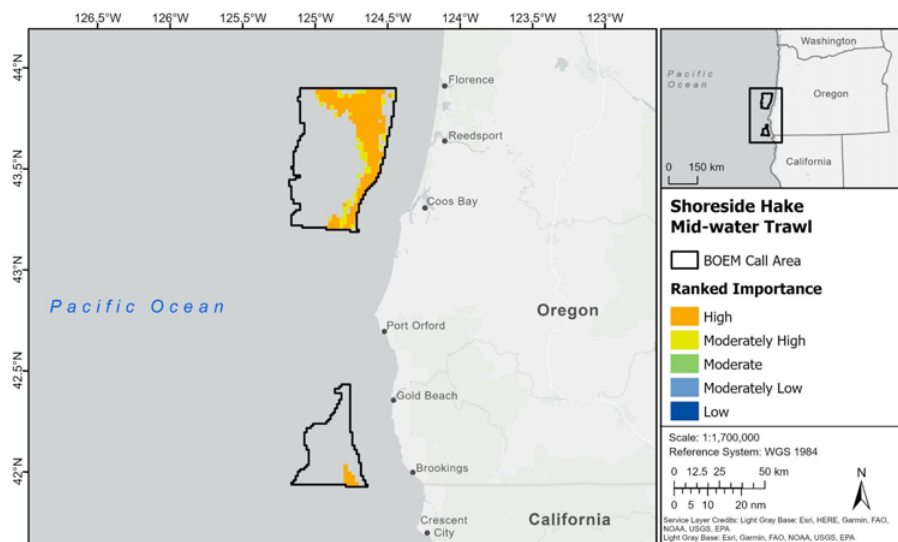 126,5°W 126°W 125,5°W 124,8°W 124,5°W 124°W 123,5°W 123°W
44°N
43,5°N
43°N
42,5°N
42°N
Florence
Reedsport
Coos Bay
Pacific Ocean
Oregon
Port Orford
Gold Beach
Brookings
Crescent
City
California
Washington
Pacific
Ocean
Oregon
California
0 150 km
Shoreside Hake
Mid-water Trawl
BOEM Call Area
Ranked Importance
High
Moderately High
Moderate
Moderately Low
Low
Scale: 1:1,700,000
Reference System: WGS 1984
0 12.5 25 50 km
0 10 20 nm
N
Service Layer Credits: Light Gray Base: Esri, HERE, Garmin, FAO,
NOAA, USGS, EPA
Light Gray Base: Esri, Garmin, FAO, NOAA, USGS, EPA